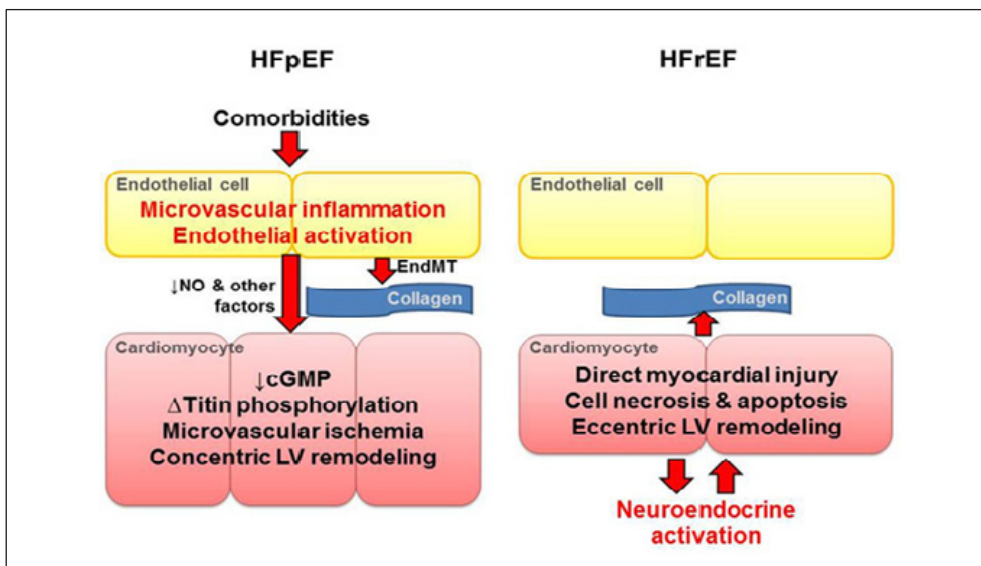 HFpEF
Comorbidities
Endothelial cell
Microvascular inflammation
Endothelial activation
EndMT
↓NO & other
factors
Collagen
Cardiomyocyte
↓cGMP
ΔTitin phosphorylation
Microvascular ischemia
Concentric LV remodeling
HFrEF
Endothelial cell
Collagen
Cardiomyocyte
Direct myocardial injury
Cell necrosis & apoptosis
Eccentric LV remodeling
Neuroendocrine
activation